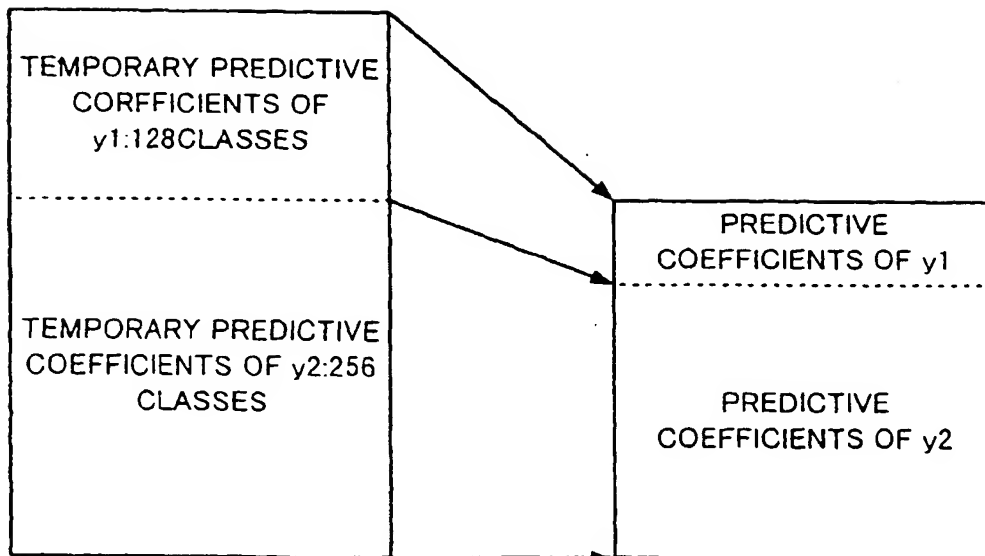 TEMPORARY PREDICTIVE
CORFFICIENTS OF
y1:128CLASSES
TEMPORARY PREDICTIVE
COEFFICIENTS OF y2:256
CLASSES
PREDICTIVE
COEFFICIENTS OF y1
PREDICTIVE
COEFFICIENTS OF y2